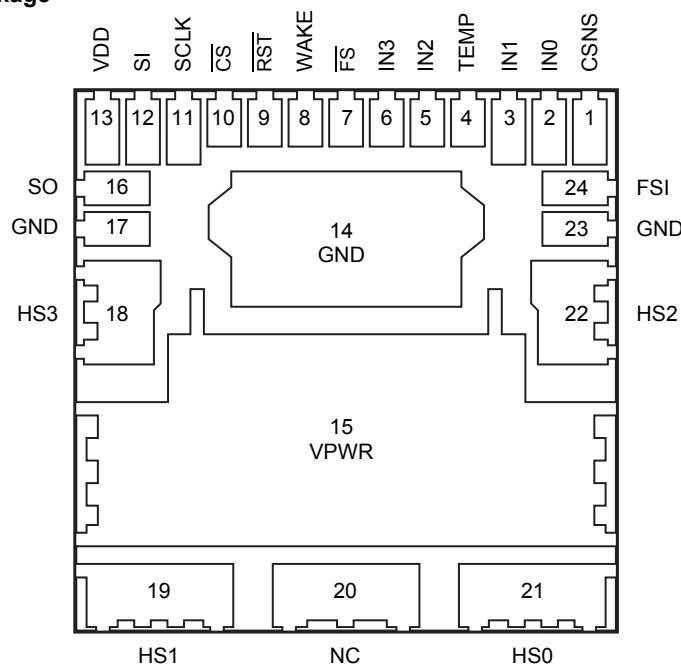 VDD SI SCLK CS RST WAKE FS IN3 IN2 TEMP IN1 IN0 CSNS
13 12 11 10 9 8 7 6 5 4 3 2 1
SO 16 24 FSI
GND 17 14 23 GND
GND
HS3 18 22 HS2
15
VPWR
19 20 21
HS1 NC HS0